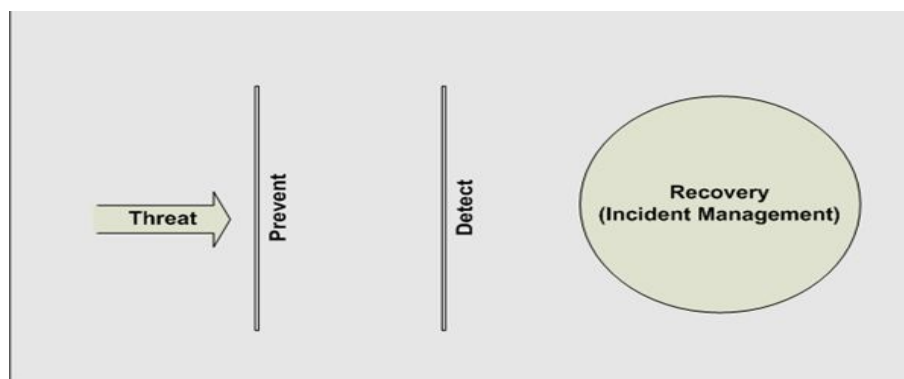 Threat
Prevent
Detect
Recovery
(Incident Management)